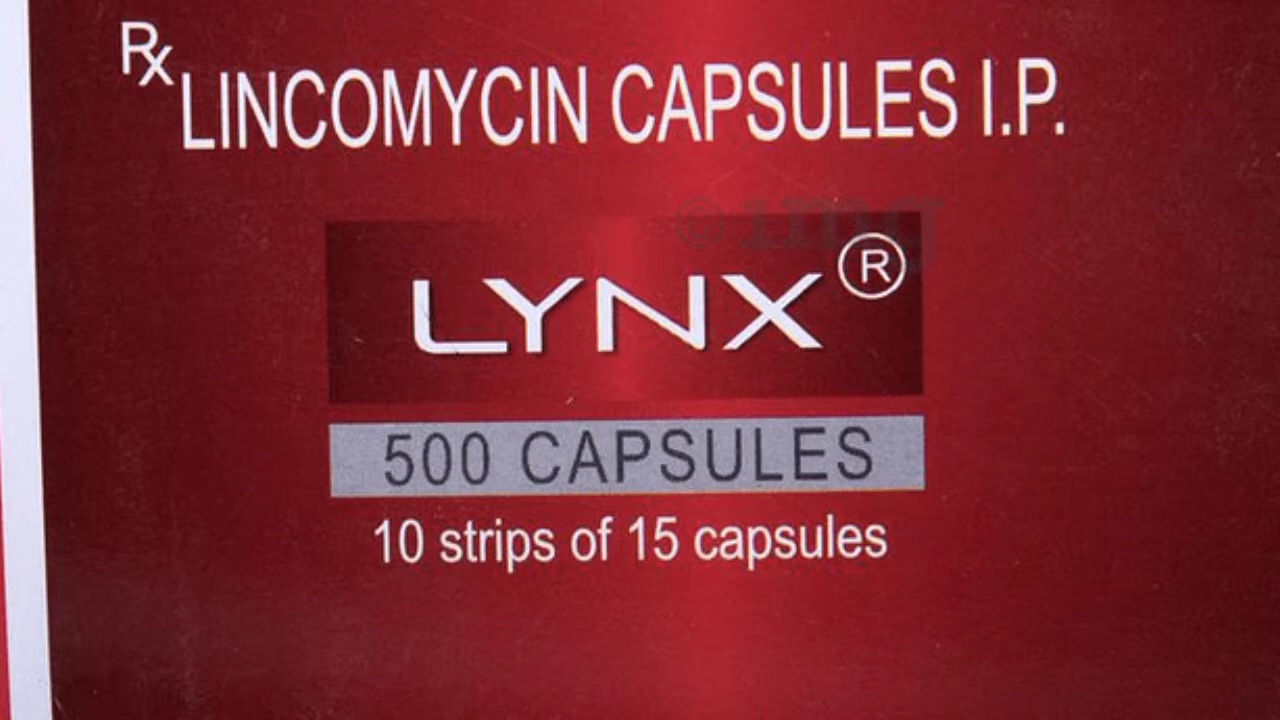 Rx
LINCOMYCIN CAPSULES I.P.
LYNX®
500 CAPSULES
10 strips of 15 capsules